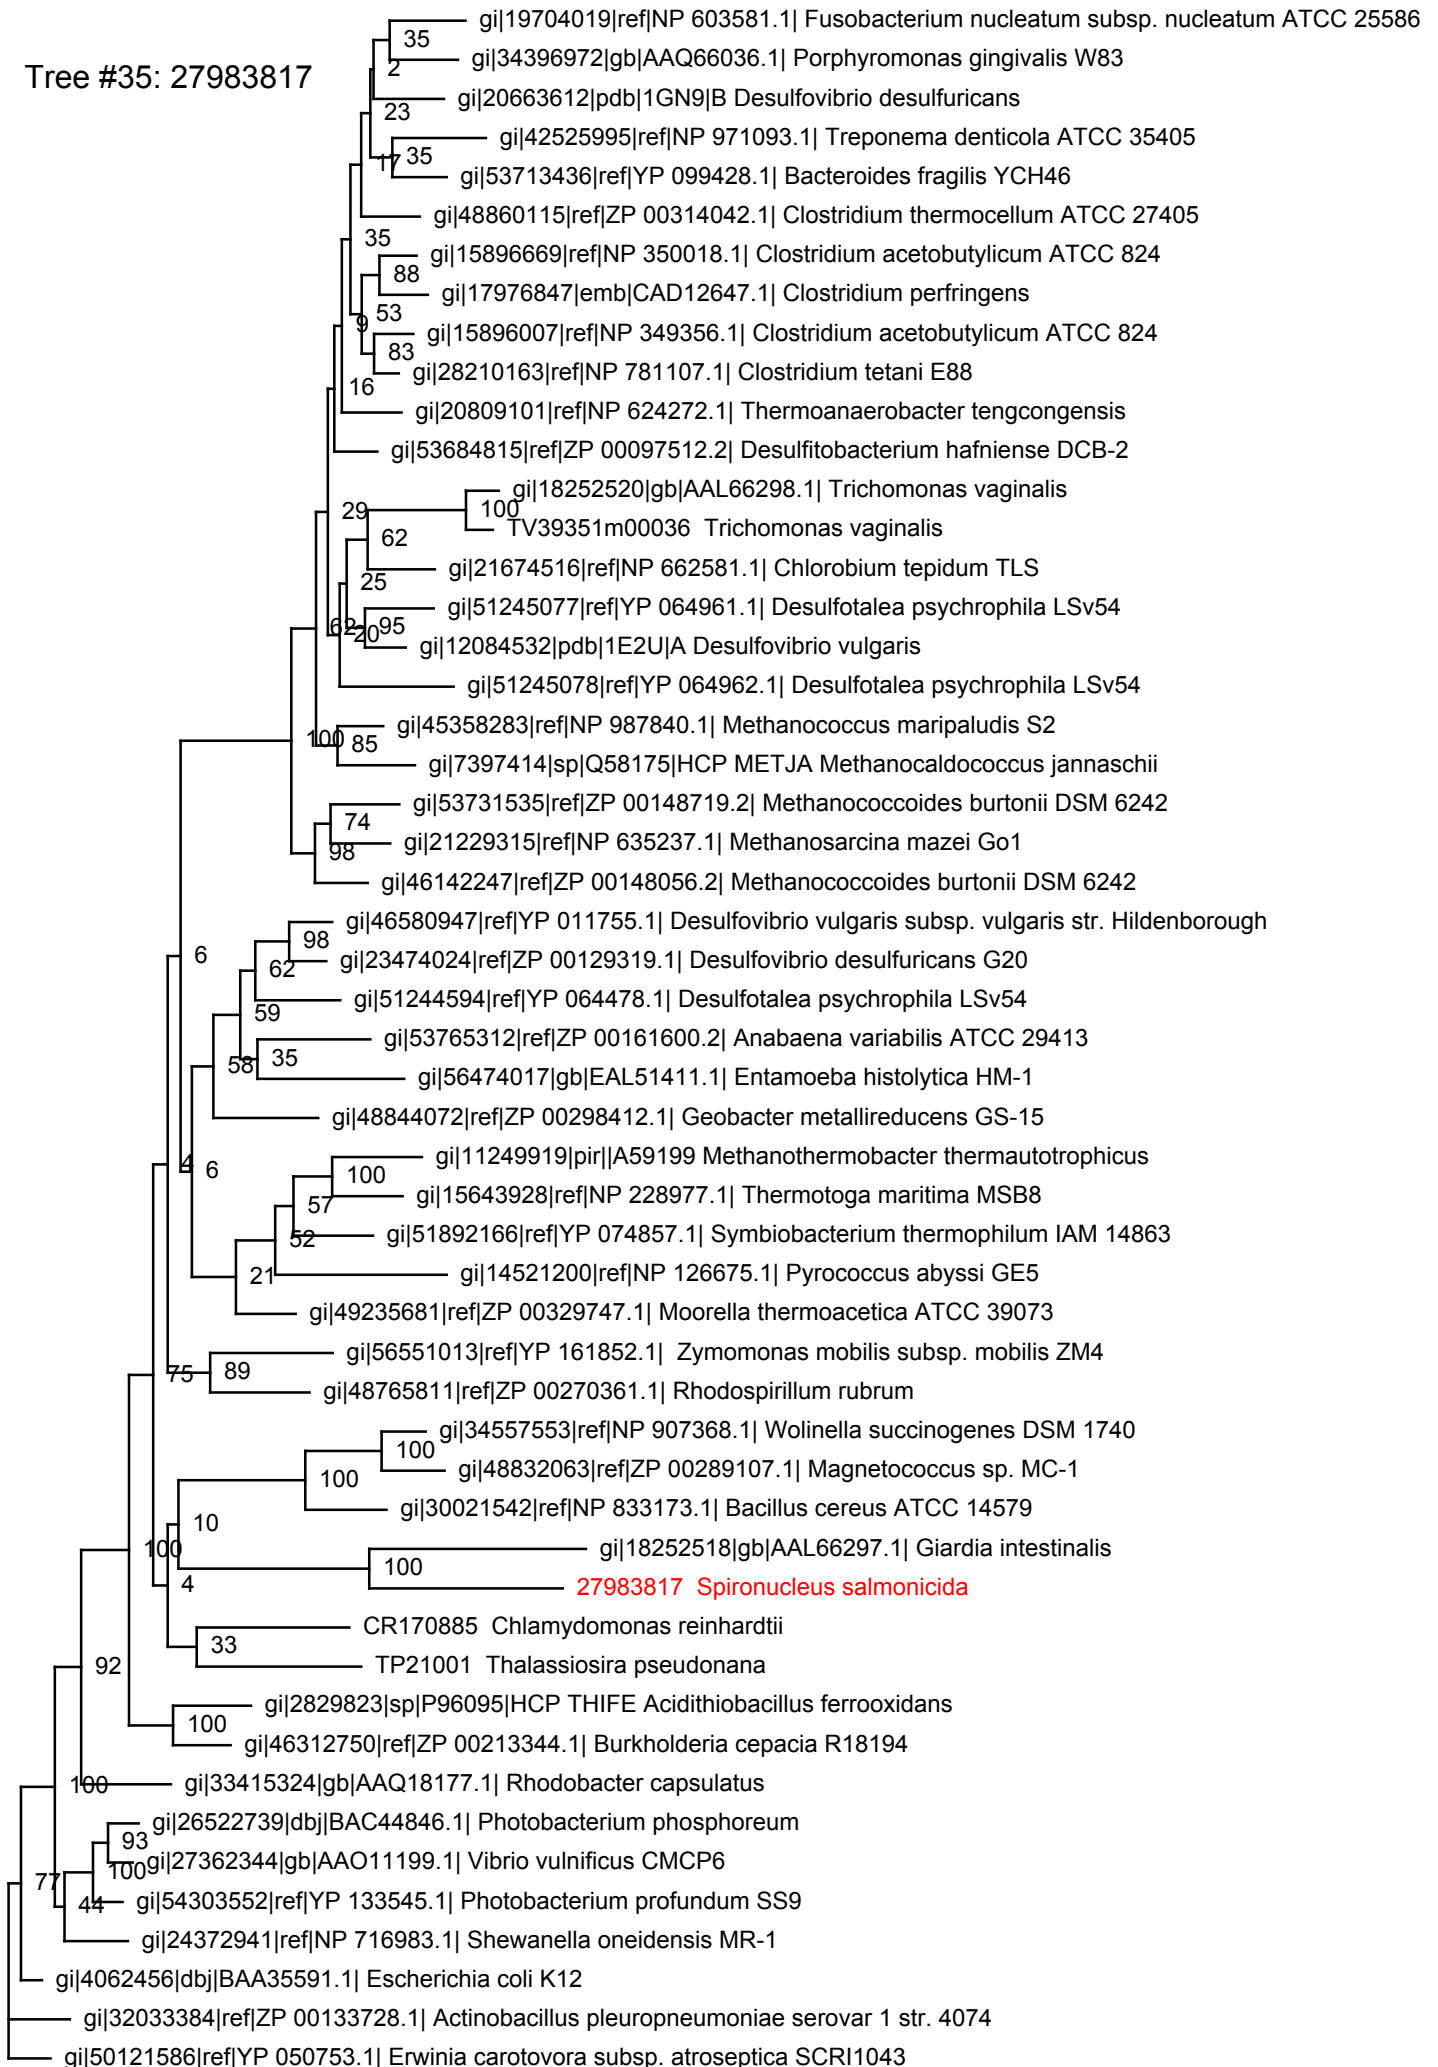 gi|19704019|ref|NP 603581.1| Fusobacterium nucleatum subsp. nucleatum ATCC 25586
35
gi|34396972|gb|AAQ66036.1| Porphyromonas gingivalis W83
2
Tree #35: 27983817
gi|20663612|pdb|1GN9|B Desulfovibrio desulfuricans
23
gi|42525995|ref|NP 971093.1| Treponema denticola ATCC 35405
17
35
gi|53713436|ref|YP 099428.1| Bacteroides fragilis YCH46
gi|48860115|ref|ZP 00314042.1| Clostridium thermocellum ATCC 27405
35
gi|15896669|ref|NP 350018.1| Clostridium acetobutylicum ATCC 824
88
gi|17976847|emb|CAD12647.1| Clostridium perfringens
53
9
gi|15896007|ref|NP 349356.1| Clostridium acetobutylicum ATCC 824
83
gi|28210163|ref|NP 781107.1| Clostridium tetani E88
16
gi|20809101|ref|NP 624272.1| Thermoanaerobacter tengcongensis
gi|53684815|ref|ZP 00097512.2| Desulfitobacterium hafniense DCB-2
gi|18252520|gb|AAL66298.1| Trichomonas vaginalis
29
100
TV39351m00036 Trichomonas vaginalis
62
gi|21674516|ref|NP 662581.1| Chlorobium tepidum TLS
25
gi|51245077|ref|YP 064961.1| Desulfotalea psychrophila LSv54
62
20
95
gi|12084532|pdb|1E2U|A Desulfovibrio vulgaris
gi|51245078|ref|YP 064962.1| Desulfotalea psychrophila LSv54
gi|45358283|ref|NP 987840.1| Methanococcus maripaludis S2
100
85
gi|7397414|sp|Q58175|HCP METJA Methanocaldococcus jannaschii
gi|53731535|ref|ZP 00148719.2| Methanococcoides burtonii DSM 6242
74
gi|21229315|ref|NP 635237.1| Methanosarcina mazei Go1
98
gi|46142247|ref|ZP 00148056.2| Methanococcoides burtonii DSM 6242
gi|46580947|ref|YP 011755.1| Desulfovibrio vulgaris subsp. vulgaris str. Hildenborough
98
6
gi|23474024|ref|ZP 00129319.1| Desulfovibrio desulfuricans G20
62
gi|51244594|ref|YP 064478.1| Desulfotalea psychrophila LSv54
59
gi|53765312|ref|ZP 00161600.2| Anabaena variabilis ATCC 29413
58
35
gi|56474017|gb|EAL51411.1| Entamoeba histolytica HM-1
gi|48844072|ref|ZP 00298412.1| Geobacter metallireducens GS-15
gi|11249919|pir||A59199 Methanothermobacter thermautotrophicus
4
6
100
gi|15643928|ref|NP 228977.1| Thermotoga maritima MSB8
57
gi|51892166|ref|YP 074857.1| Symbiobacterium thermophilum IAM 14863
52
gi|14521200|ref|NP 126675.1| Pyrococcus abyssi GE5
21
gi|49235681|ref|ZP 00329747.1| Moorella thermoacetica ATCC 39073
gi|56551013|ref|YP 161852.1| Zymomonas mobilis subsp. mobilis ZM4
75
89
gi|48765811|ref|ZP 00270361.1| Rhodospirillum rubrum
gi|34557553|ref|NP 907368.1| Wolinella succinogenes DSM 1740
100
gi|48832063|ref|ZP 00289107.1| Magnetococcus sp. MC-1
100
gi|30021542|ref|NP 833173.1| Bacillus cereus ATCC 14579
10
gi|18252518|gb|AAL66297.1| Giardia intestinalis
100
100
4
27983817 Spironucleus salmonicida
CR170885 Chlamydomonas reinhardtii
33
TP21001 Thalassiosira pseudonana
92
gi|2829823|sp|P96095|HCP THIFE Acidithiobacillus ferrooxidans
100
gi|46312750|ref|ZP 00213344.1| Burkholderia cepacia R18194
gi|33415324|gb|AAQ18177.1| Rhodobacter capsulatus
100
gi|26522739|dbj|BAC44846.1| Photobacterium phosphoreum
93
gi|27362344|gb|AAO11199.1| Vibrio vulnificus CMCP6
100
77
gi|54303552|ref|YP 133545.1| Photobacterium profundum SS9
44
gi|24372941|ref|NP 716983.1| Shewanella oneidensis MR-1
gi|4062456|dbj|BAA35591.1| Escherichia coli K12
gi|32033384|ref|ZP 00133728.1| Actinobacillus pleuropneumoniae serovar 1 str. 4074
gi|50121586|ref|YP 050753.1| Erwinia carotovora subsp. atroseptica SCRI1043